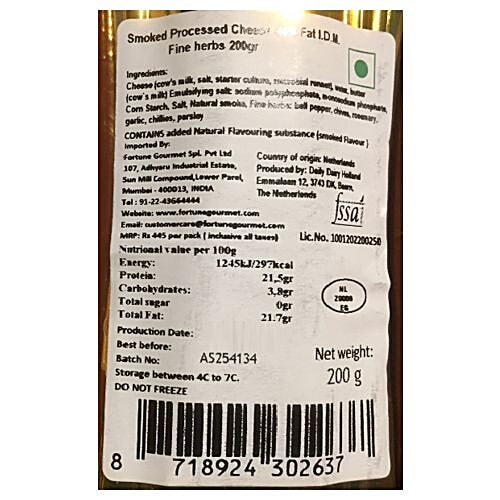 Smoked Processed Cheese Fat I.D.M.
Fine herbs 200gr
Ingredients:
Cheese (cow's milk, salt, starter culture, microbial rennet), water, butter
(cow's milk) Emulsifying salt: sodium polyphosphate, monosodium phosphate,
Corn Starch, Salt, Natural smoke, Fine herbs: bell pepper, chives, rosemary,
garlic, chillies, parsley
CONTAINS added Natural Flavouring substance (smoked Flavour)
Imported By:
Fortune Gourmet Spl. Pvt Ltd
107, Adhyaru Industrial Estate,
Sun Mill Compound, Lower Parel,
Mumbai - 400013, INDIA
Tel : 91-22-43664444
Website: www.fortunegourmet.com
Email: customercare@fortunegourmet.com
MRP: Rs 445 per pack ( inclusive all taxes)
Country of origin: Netherlands
Produced by: Daily Dairy Holland
Emmalaan 12, 3743 DK, Baarn,
The Netherlands
fssai
Lic.No. 1001202200250
Nutrional value per 100g
Energy: 1245kJ/297kcal
Protein: 21,5gr
Carbohydrates: 3,8gr
Total sugar 0gr
Total Fat: 21.7gr
NL
Z0080
EG
Production Date:
Best before:
Batch No: AS254134
Storage between 4C to 7C.
DO NOT FREEZE
Net weight:
200 g
8 718924 302637